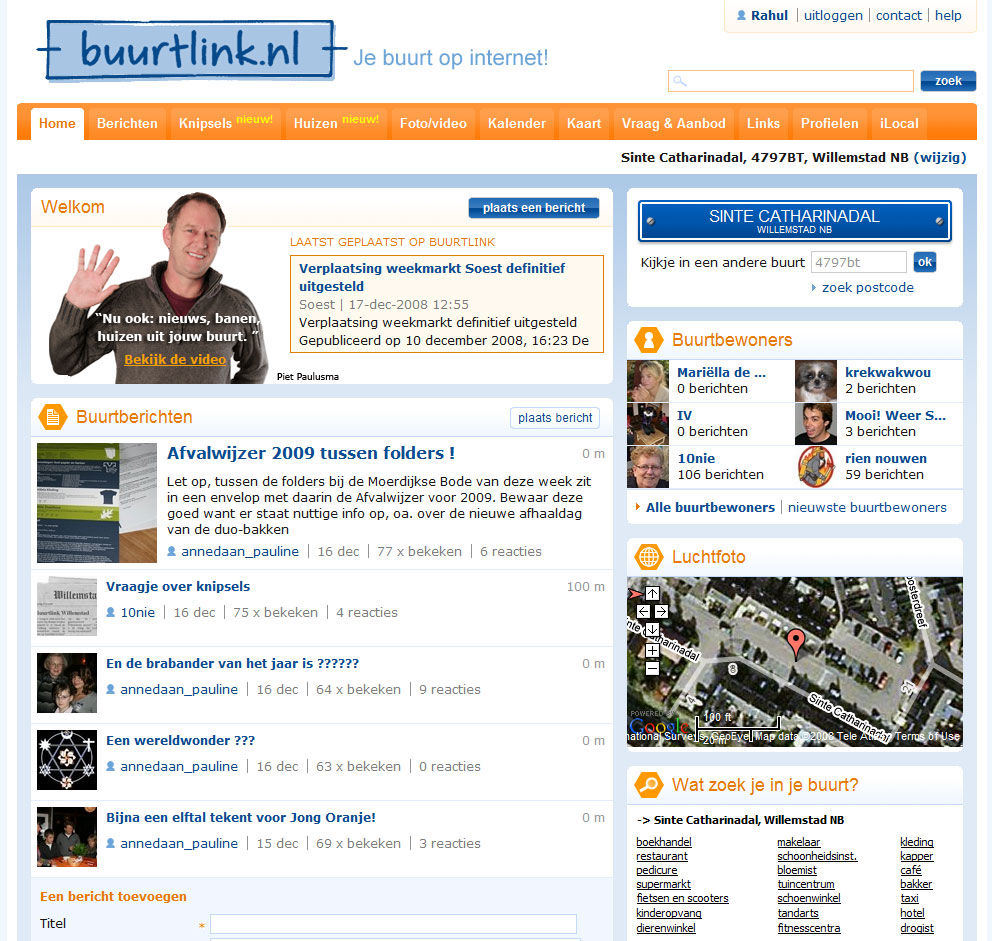 Rahul uitloggen contact help
buurtlink.nl
Je buurt op internet!
zoek
Home Berichten Knipsels nieuw! Huizen nieuw! Foto/video Kalender Kaart Vraag & Aanbod Links Profielen iLocal
Sinte Catharinadal, 4797BT, Willemstad NB (wijzig)
Welkom
plaats een bericht
LAATST GEPLAATST OP BUURTLINK
Verplaatsing weekmarkt Soest definitief
uitgesteld
Soest | 17-dec-2008 12:55
Verplaatsing weekmarkt definitief uitgesteld
Gepubliceerd op 10 december 2008, 16:23 De
“Nu ook: nieuws, banen,
huizen uit jouw buurt. ”
Bekijk de video
Piet Paulusma
Buurtberichten
plaats bericht
Afvalwijzer 2009 tussen folders !
0 m
Let op, tussen de folders bij de Moerdijkse Bode van deze week zit
in een envelop met daarin de Afvalwijzer voor 2009. Bewaar deze
goed want er staat nuttige info op, oa. over de nieuwe afhaaldag
van de duo-bakken
annedaan_pauline | 16 dec | 77 x bekeken | 6 reacties
Vraagje over knipsels
100 m
10nie | 16 dec | 75 x bekeken | 4 reacties
Willemsta
buurtlink Willemstad
En de brabander van het jaar is ??????
0 m
annedaan_pauline | 16 dec | 64 x bekeken | 9 reacties
Een wereldwonder ???
0 m
annedaan_pauline | 16 dec | 63 x bekeken | 0 reacties
Bijna een elftal tekent voor Jong Oranje!
0 m
annedaan_pauline | 15 dec | 69 x bekeken | 3 reacties
Een bericht toevoegen
Titel *
SINTE CATHARINADAL
WILLEMSTAD NB
Kijkje in een andere buurt 4797bt ok
zoek postcode
Buurtbewoners
Mariëlla de ...
0 berichten
krekwakwou
2 berichten
IV
0 berichten
Mooi! Weer S...
3 berichten
10nie
106 berichten
rien nouwen
59 berichten
Alle buurtbewoners | nieuwste buurtbewoners
Luchtfoto
oosterdreef
Catharinadal
8
4
27
Sinte Catharinadal
POWERED BY
Google
100 ft
20 m
national Surveys, GeoEye, Map data ©2008 Tele Atlas - Terms of Use
Wat zoek je in je buurt?
-> Sinte Catharinadal, Willemstad NB
boekhandel makelaar kleding
restaurant schoonheidsinst. kapper
pedicure bloemist café
supermarkt tuincentrum bakker
fietsen en scooters schoenwinkel taxi
kinderopvang tandarts hotel
dierenwinkel fitnesscentra drogist